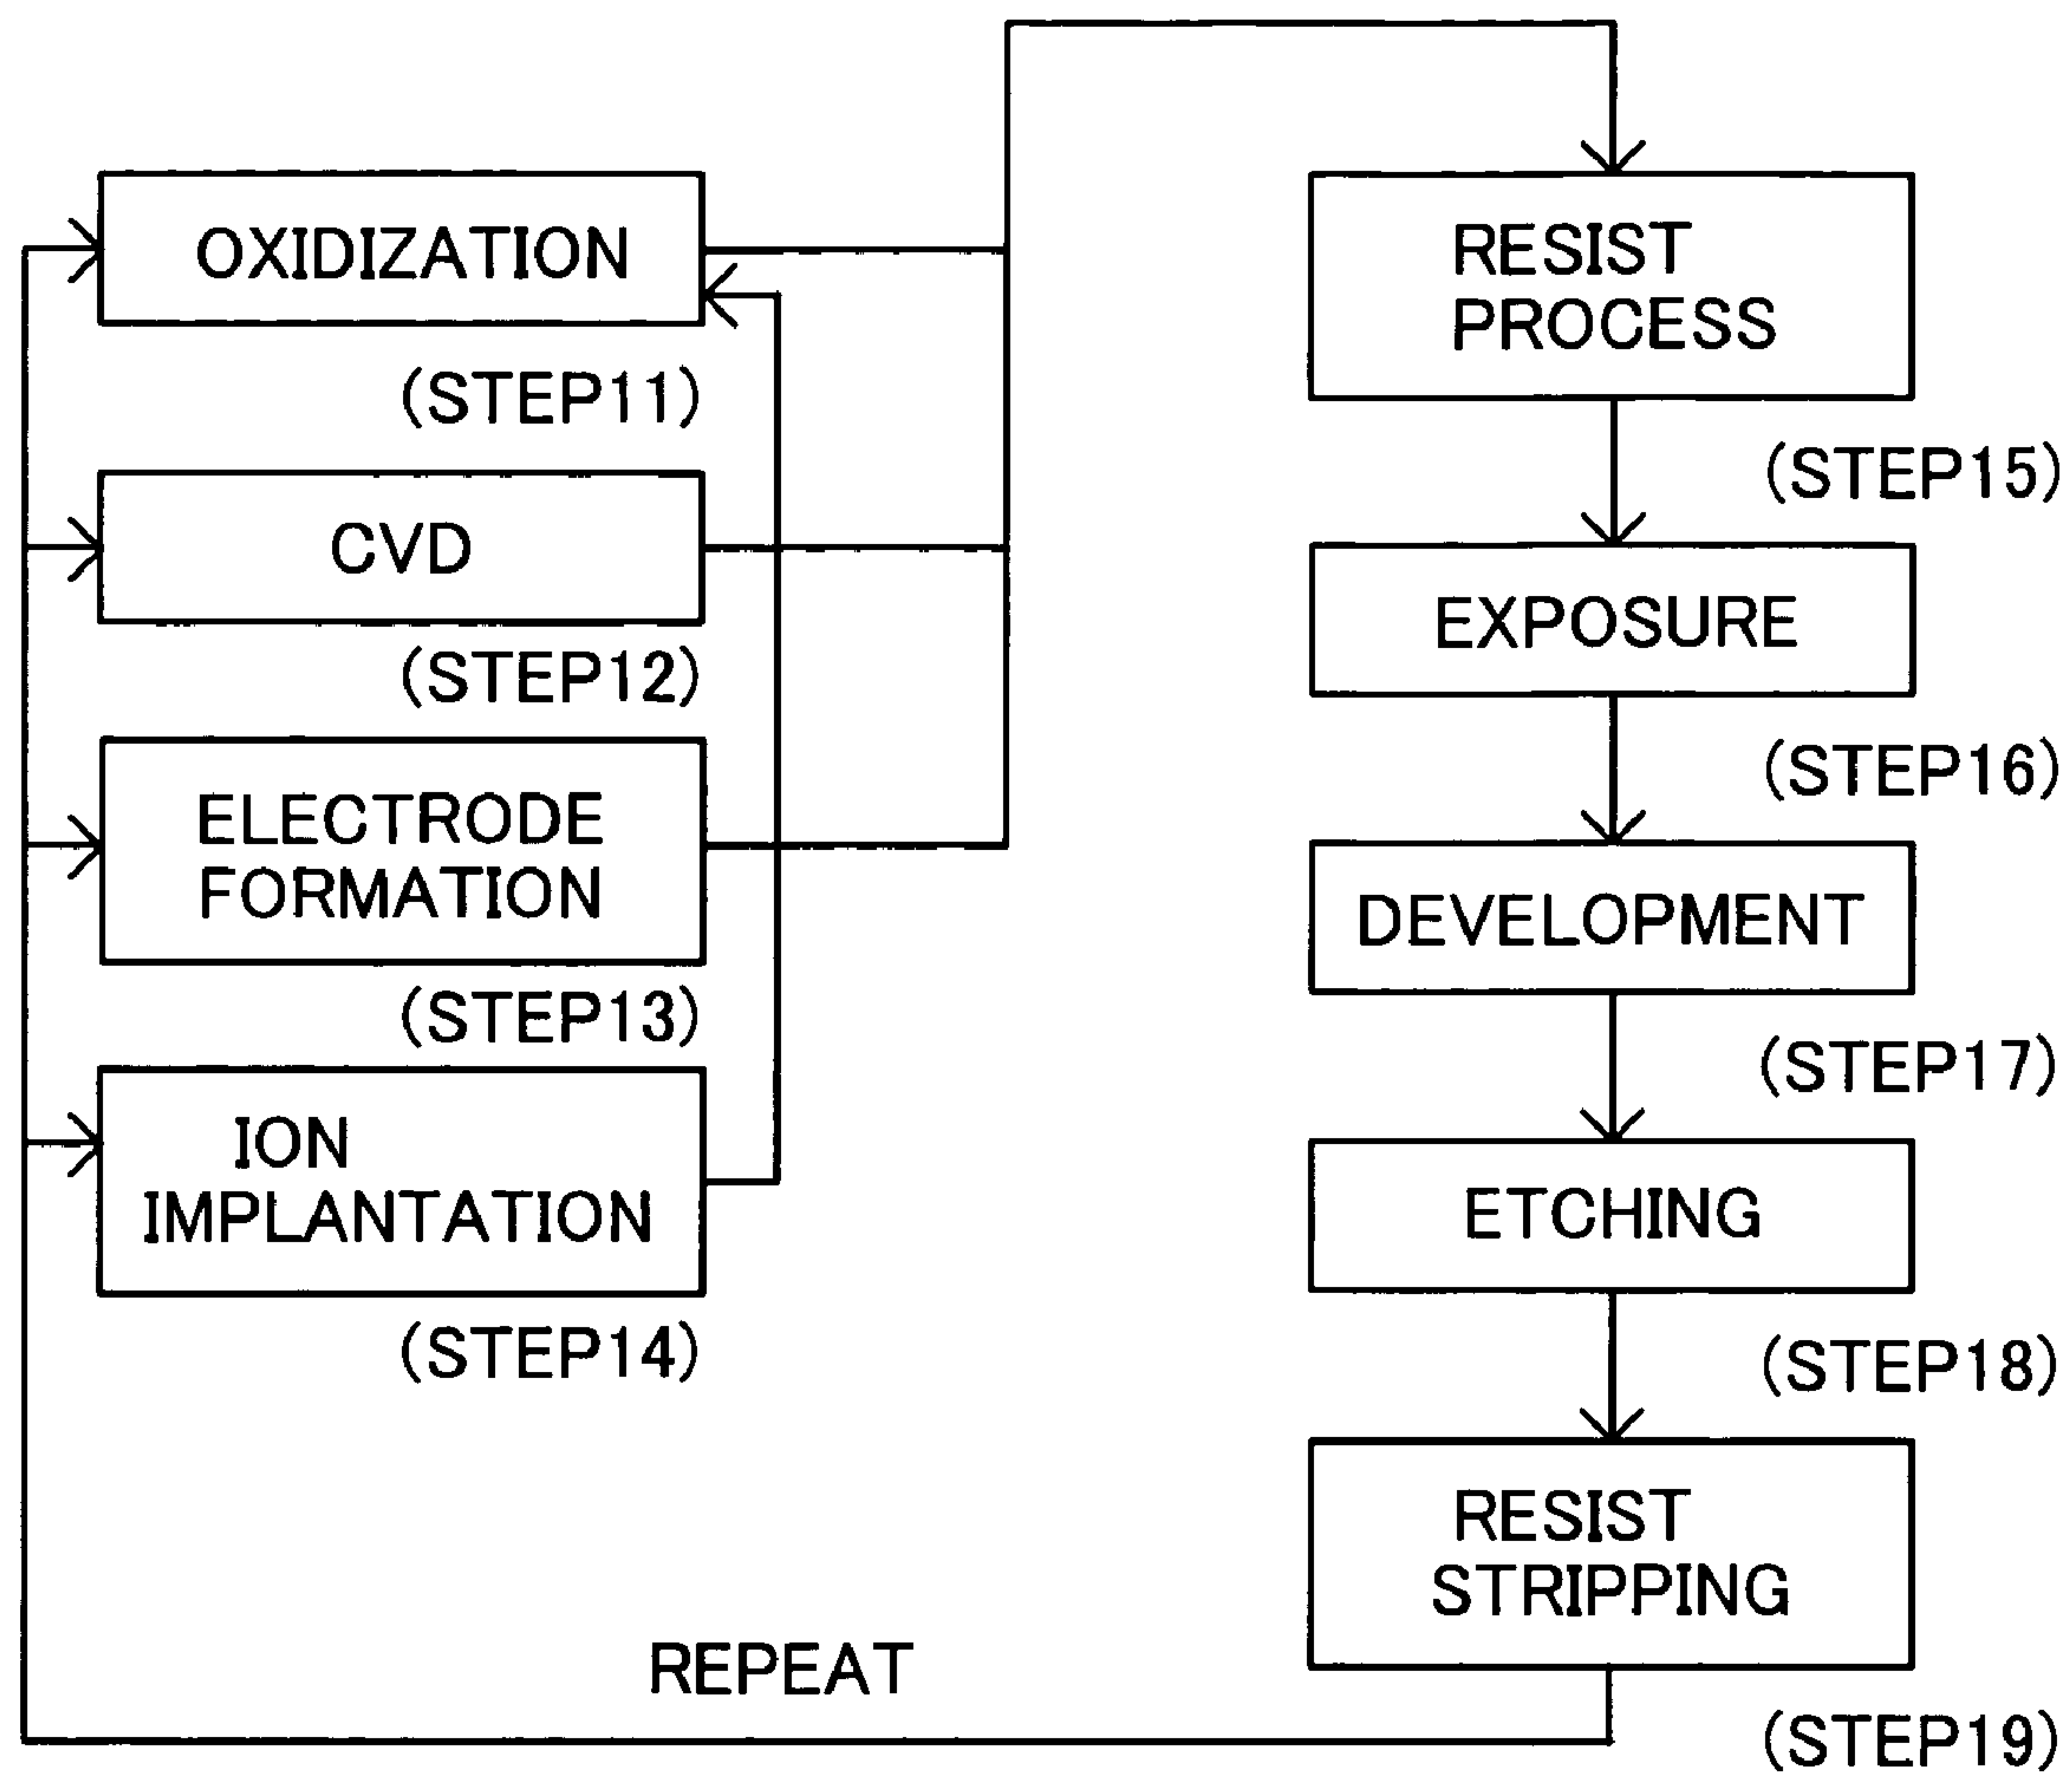 OXIDIZATION
(STEP11)
CVD
(STEP12)
ELECTRODE
FORMATION
(STEP13)
ION
IMPLANTATION
(STEP14)
RESIST
PROCESS
(STEP15)
EXPOSURE
(STEP16)
DEVELOPMENT
(STEP17)
ETCHING
(STEP18)
RESIST
STRIPPING
(STEP19)
REPEAT